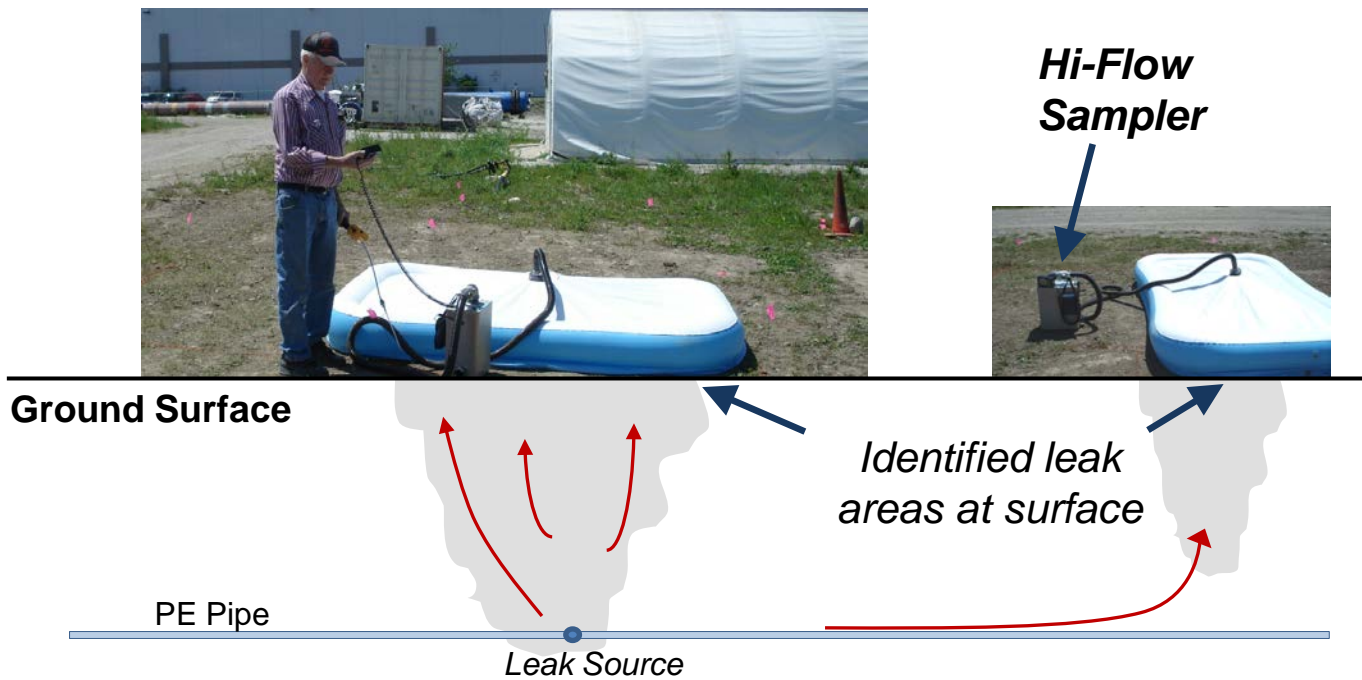 Hi-Flow
Sampler
Ground Surface
Identified leak
areas at surface
PE Pipe
Leak Source